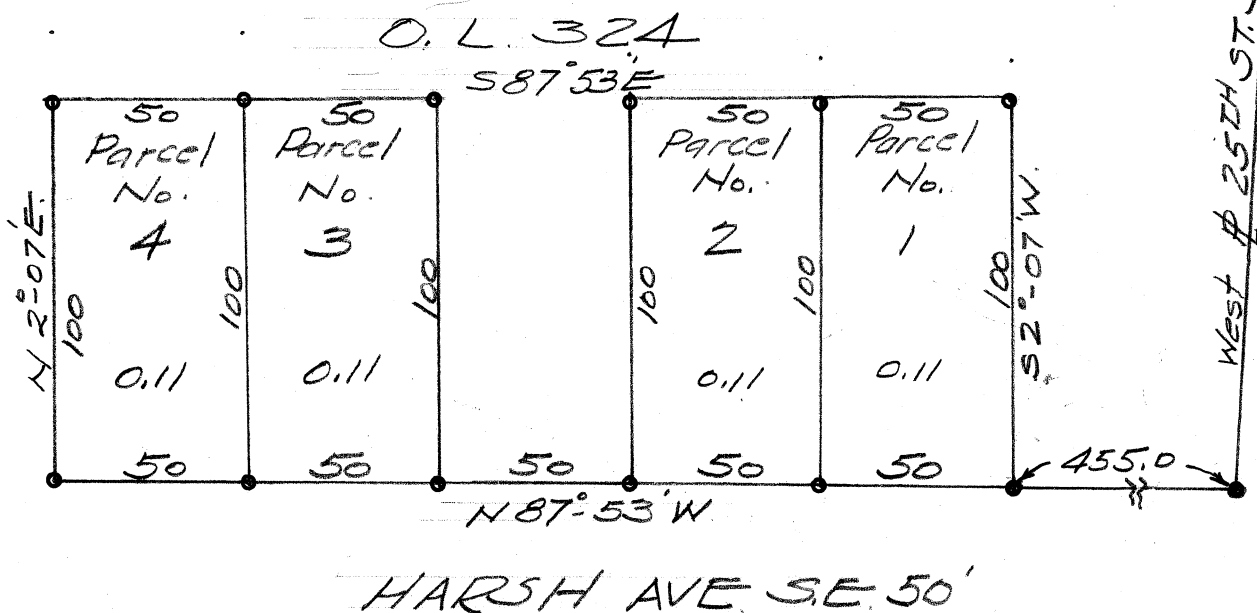 O. L. 324
S 87° 53' E
50 50 50 50
Parcel No. 4
Parcel No. 3
Parcel No. 2
Parcel No. 1
N 2°-07' E.
100
100
100
100
100
100
S 2°-07' W.
0.11 0.11 0.11 0.11
50 50 50 50 50
455.0
N 87°-53' W
West ⅊ 25TH ST.
HARSH AVE. S.E. 50'